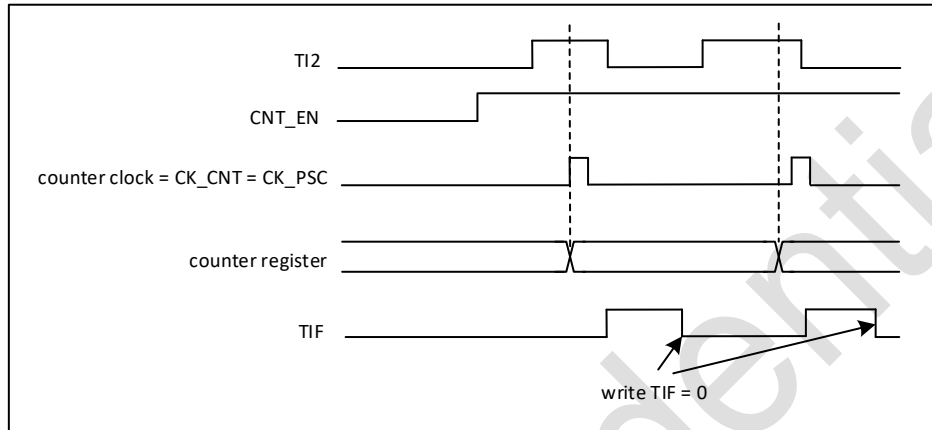 TI2
CNT_EN
counter clock = CK_CNT = CK_PSC
counter register
TIF
write TIF = 0